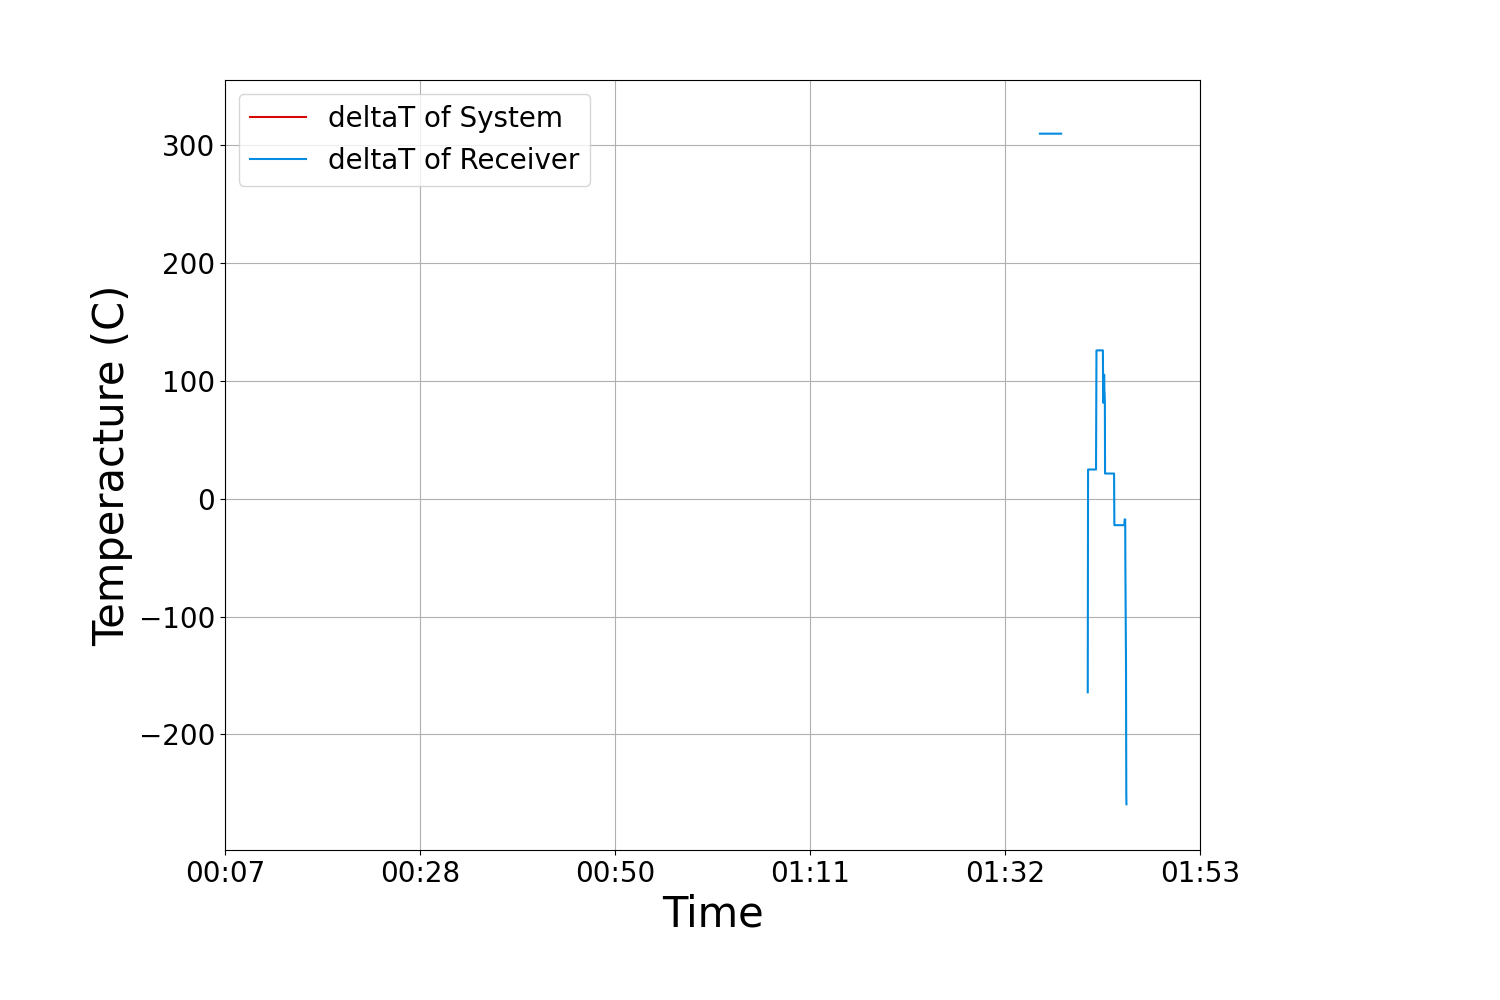 deltaT of System
deltaT of Receiver
300
200
100
0
−100
−200
Temperacture (C)
00:07 00:28 00:50 01:11 01:32 01:53
Time